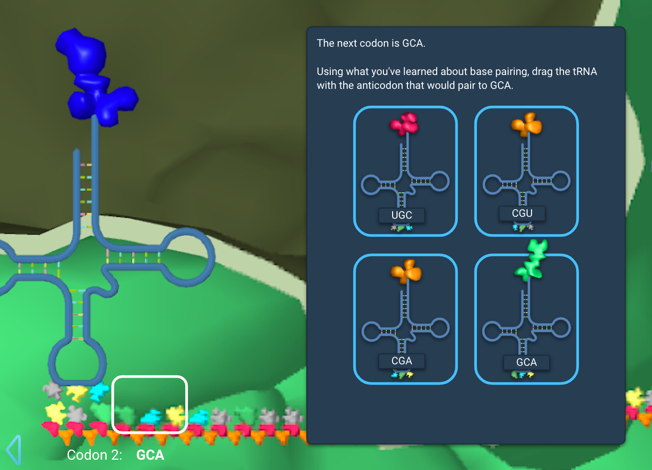 The next codon is GCA.
Using what you've learned about base pairing, drag the tRNA
with the anticodon that would pair to GCA.
UGC
CGU
CGA
GCA
Codon 2: GCA